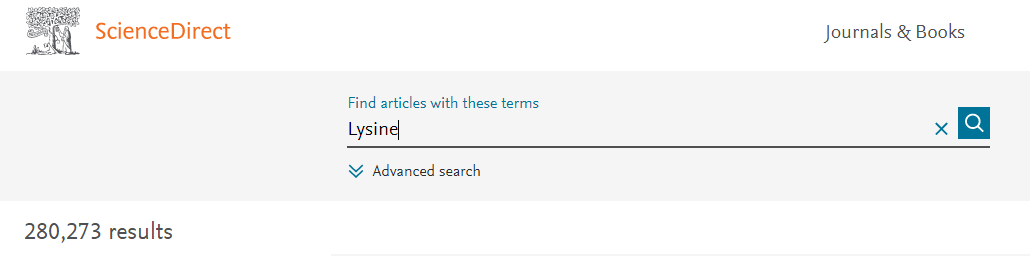 ScienceDirect
Journals & Books
Find articles with these terms
Lysine
Advanced search
280,273 results